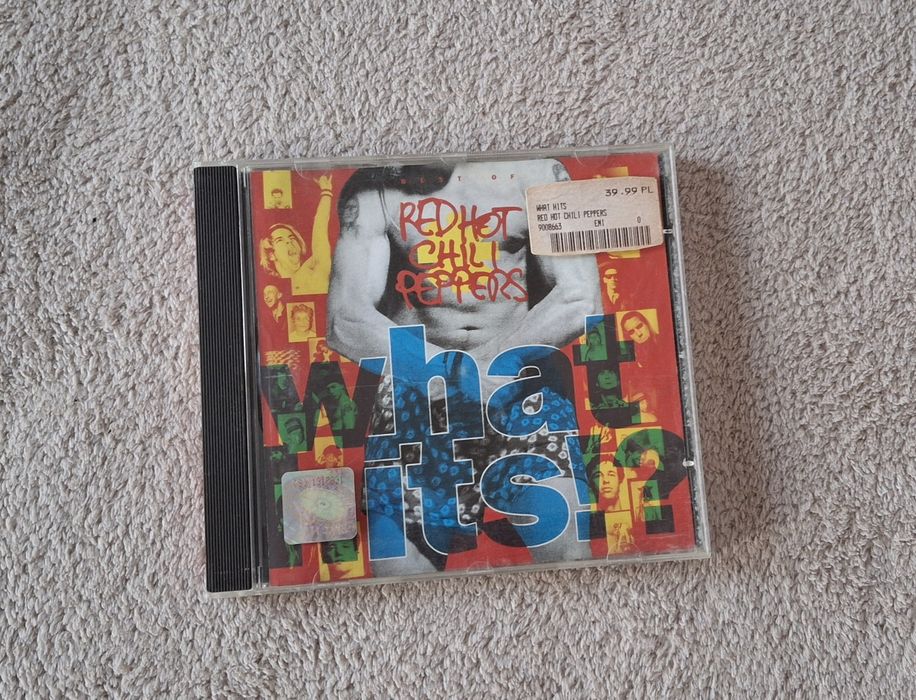 BEST OF
RED HOT
CHILI
PEPPERS
39.99 PL
WHAT HITS
RED HOT CHILI PEPPERS
9008663 EMI 0
what
hits!?